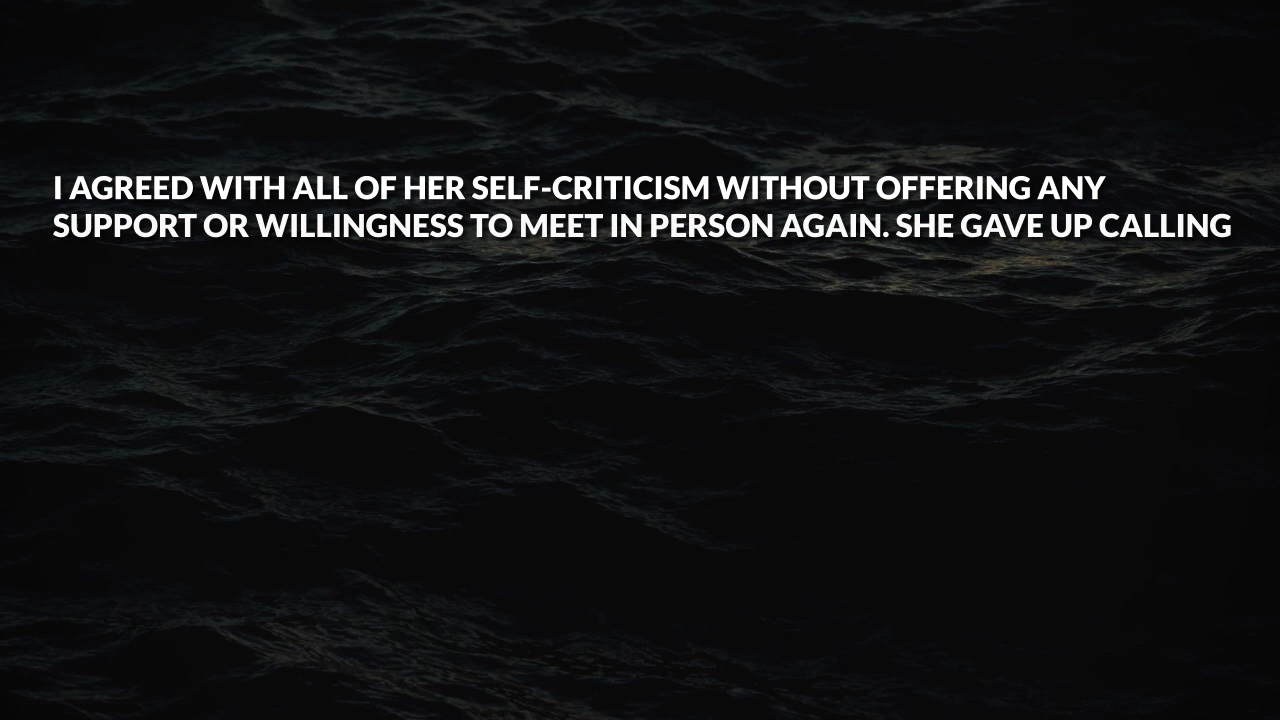 I AGREED WITH ALL OF HER SELF-CRITICISM WITHOUT OFFERING ANY
SUPPORT OR WILLINGNESS TO MEET IN PERSON AGAIN. SHE GAVE UP CALLING